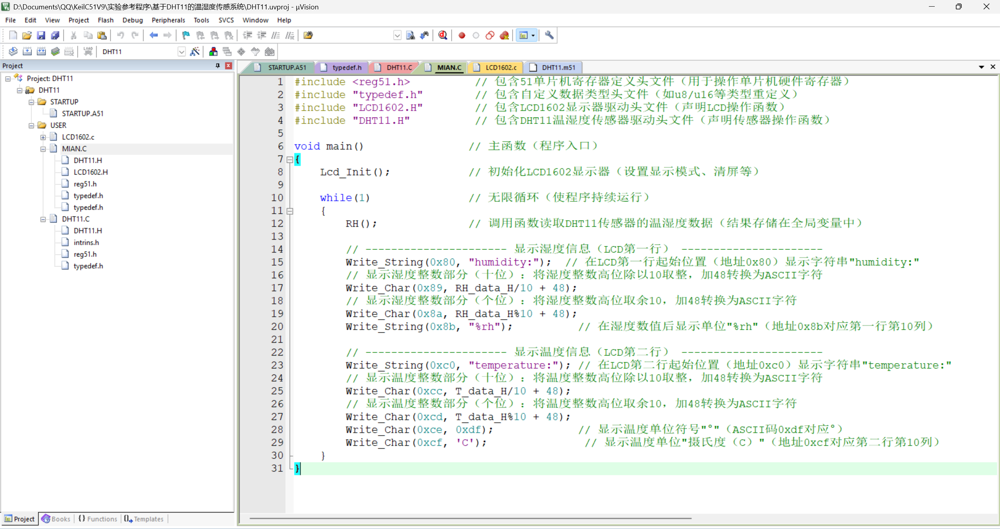 D:\Documents\QQ\KeilC51V9\实验参考程序\基于DHT11的温湿度传感系统\DHT11.uvproj - µVision
File Edit View Project Flash Debug Peripherals Tools SVCS Window Help
LOAD DHT11
Project
Project: DHT11
DHT11
STARTUP
STARTUP.A51
USER
LCD1602.c
MIAN.C
DHT11.H
LCD1602.H
reg51.h
typedef.h
typedef.h
DHT11.C
DHT11.H
intrins.h
reg51.h
typedef.h
Project Books {} Functions Templates
STARTUP.A51 typedef.h DHT11.C MIAN.C LCD1602.c DHT11.m51
1 #include <reg51.h> // 包含51单片机寄存器定义头文件（用于操作单片机硬件寄存器）
2 #include "typedef.h" // 包含自定义数据类型头文件（如u8/u16等类型重定义）
3 #include "LCD1602.H" // 包含LCD1602显示器驱动头文件（声明LCD操作函数）
4 #include "DHT11.H" // 包含DHT11温湿度传感器驱动头文件（声明传感器操作函数）
5
6 void main() // 主函数（程序入口）
7 {
8 Lcd_Init(); // 初始化LCD1602显示器（设置显示模式、清屏等）
9
10 while(1) // 无限循环（使程序持续运行）
11 {
12 RH(); // 调用函数读取DHT11传感器的温湿度数据（结果存储在全局变量中）
13
14 // ---------------------- 显示湿度信息（LCD第一行） ----------------------
15 Write_String(0x80, "humidity:"); // 在LCD第一行起始位置（地址0x80）显示字符串"humidity:"
16 // 显示湿度整数部分（十位）：将湿度整数高位除以10取整，加48转换为ASCII字符
17 Write_Char(0x89, RH_data_H/10 + 48);
18 // 显示湿度整数部分（个位）：将湿度整数高位取余10，加48转换为ASCII字符
19 Write_Char(0x8a, RH_data_H%10 + 48);
20 Write_String(0x8b, "%rh"); // 在湿度数值后显示单位"%rh"（地址0x8b对应第一行第10列）
21
22 // ---------------------- 显示温度信息（LCD第二行） ----------------------
23 Write_String(0xc0, "temperature:"); // 在LCD第二行起始位置（地址0xc0）显示字符串"temperature:"
24 // 显示温度整数部分（十位）：将温度整数高位除以10取整，加48转换为ASCII字符
25 Write_Char(0xcc, T_data_H/10 + 48);
26 // 显示温度整数部分（个位）：将温度整数高位取余10，加48转换为ASCII字符
27 Write_Char(0xcd, T_data_H%10 + 48);
28 Write_Char(0xce, 0xdf); // 显示温度单位符号"°"（ASCII码0xdf对应°）
29 Write_Char(0xcf, 'C'); // 显示温度单位"摄氏度（C）"（地址0xcf对应第二行第10列）
30 }
31 }